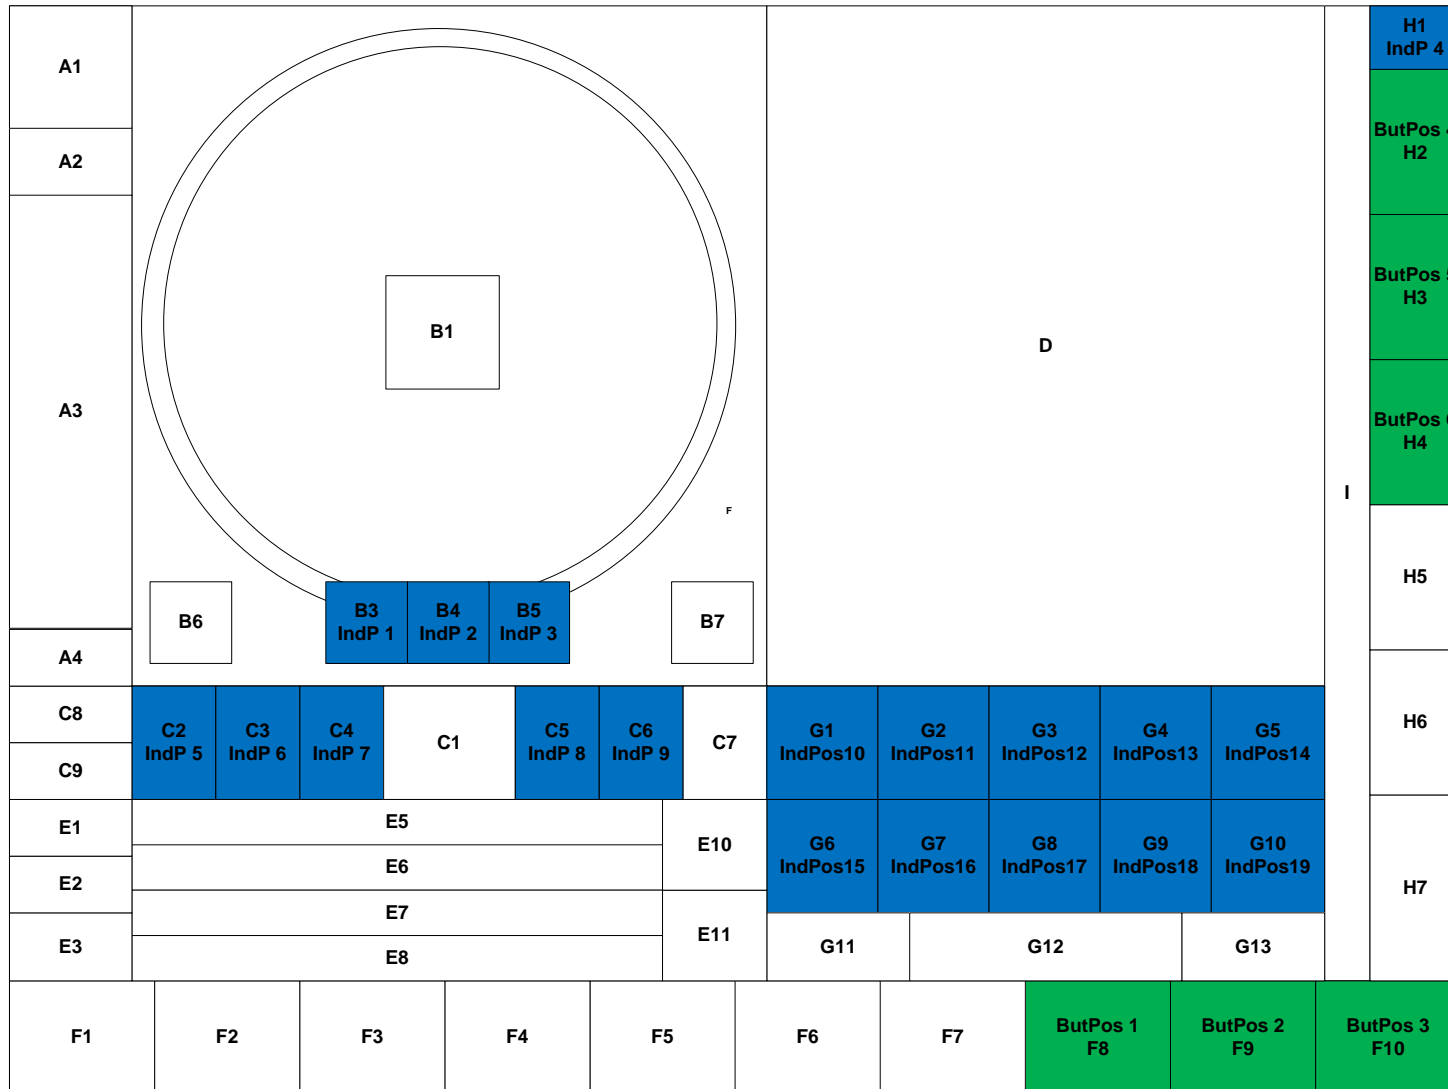 A1
A2
A3
A4
B1
F
B6
B3
IndP 1
B4
IndP 2
B5
IndP 3
B7
D
I
H1
IndP 4
ButPos
H2
ButPos
H3
ButPos
H4
H5
H6
H7
C8
C9
C2
IndP 5
C3
IndP 6
C4
IndP 7
C1
C5
IndP 8
C6
IndP 9
C7
G1
IndPos10
G2
IndPos11
G3
IndPos12
G4
IndPos13
G5
IndPos14
E1
E2
E3
E5
E6
E7
E8
E10
E11
G6
IndPos15
G7
IndPos16
G8
IndPos17
G9
IndPos18
G10
IndPos19
G11
G12
G13
F1
F2
F3
F4
F5
F6
F7
ButPos 1
F8
ButPos 2
F9
ButPos 3
F10